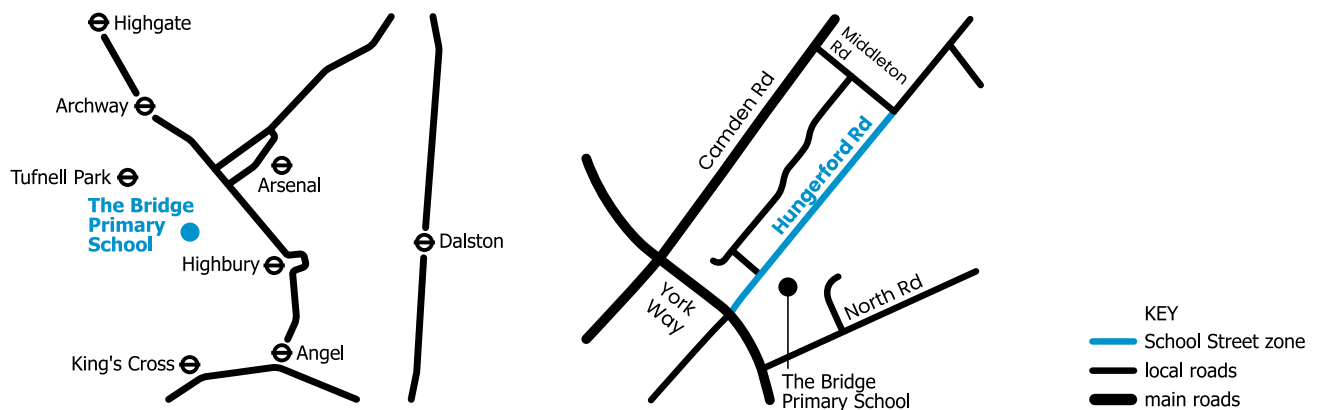 Highgate
Archway
Tufnell Park
Arsenal
The Bridge
Primary
School
Dalston
Highbury
King's Cross
Angel
Middleton
Rd
Camden Rd
Hungerford Rd
York
Way
North Rd
The Bridge
Primary School
KEY
School Street zone
local roads
main roads